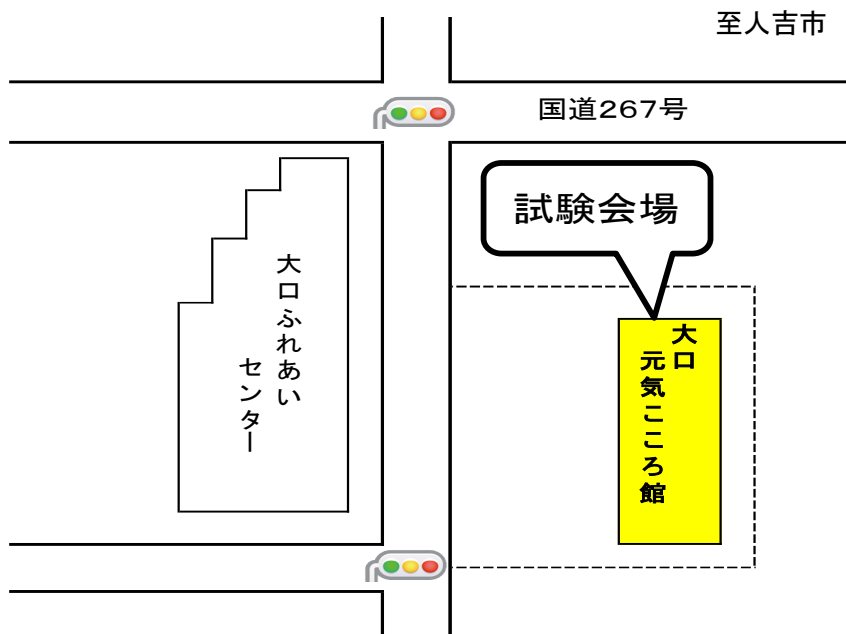 至人吉市
国道267号
試験会場
大口ふれあい
センター
大口
元気こころ館